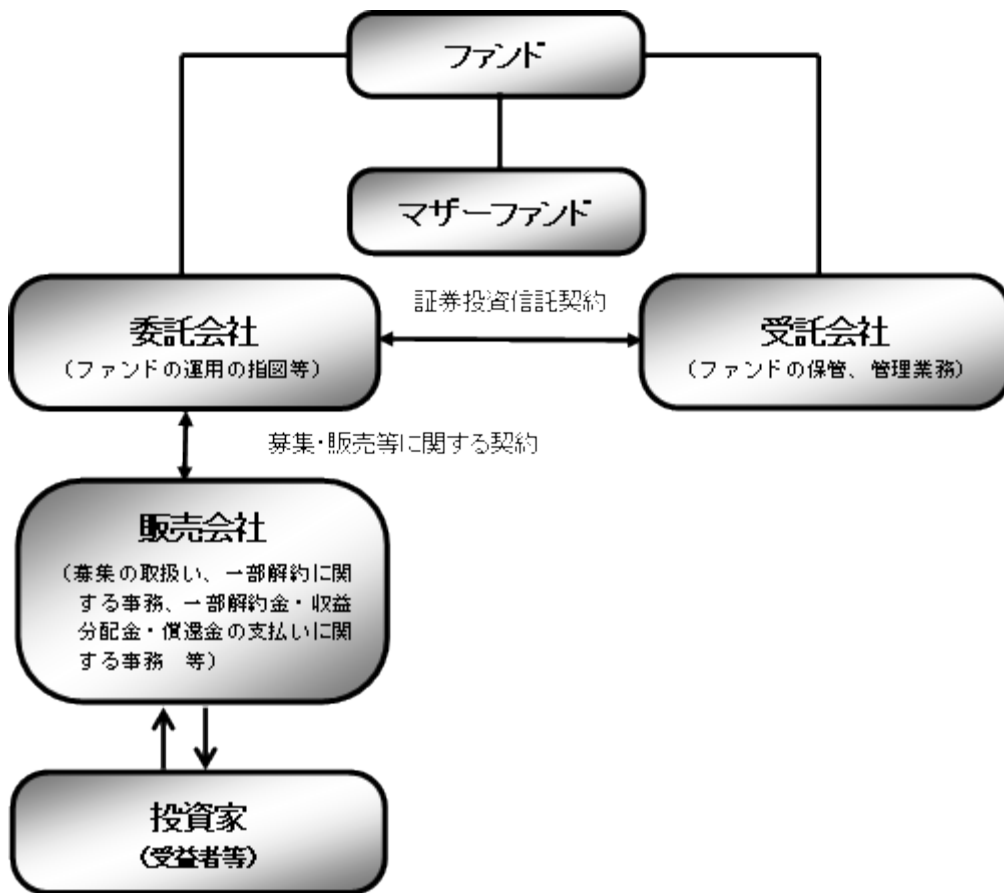 ファンド
マザーファンド
証券投資信託契約
委託会社
(ファンドの運用の指図等)
受託会社
(ファンドの保管、管理業務)
募集・販売等に関する契約
販売会社
(募集の取扱い、一部解約に関
する事務、一部解約金・収益
分配金・償還金の支払いに関
する事務　等)
投資家
(受益者等)